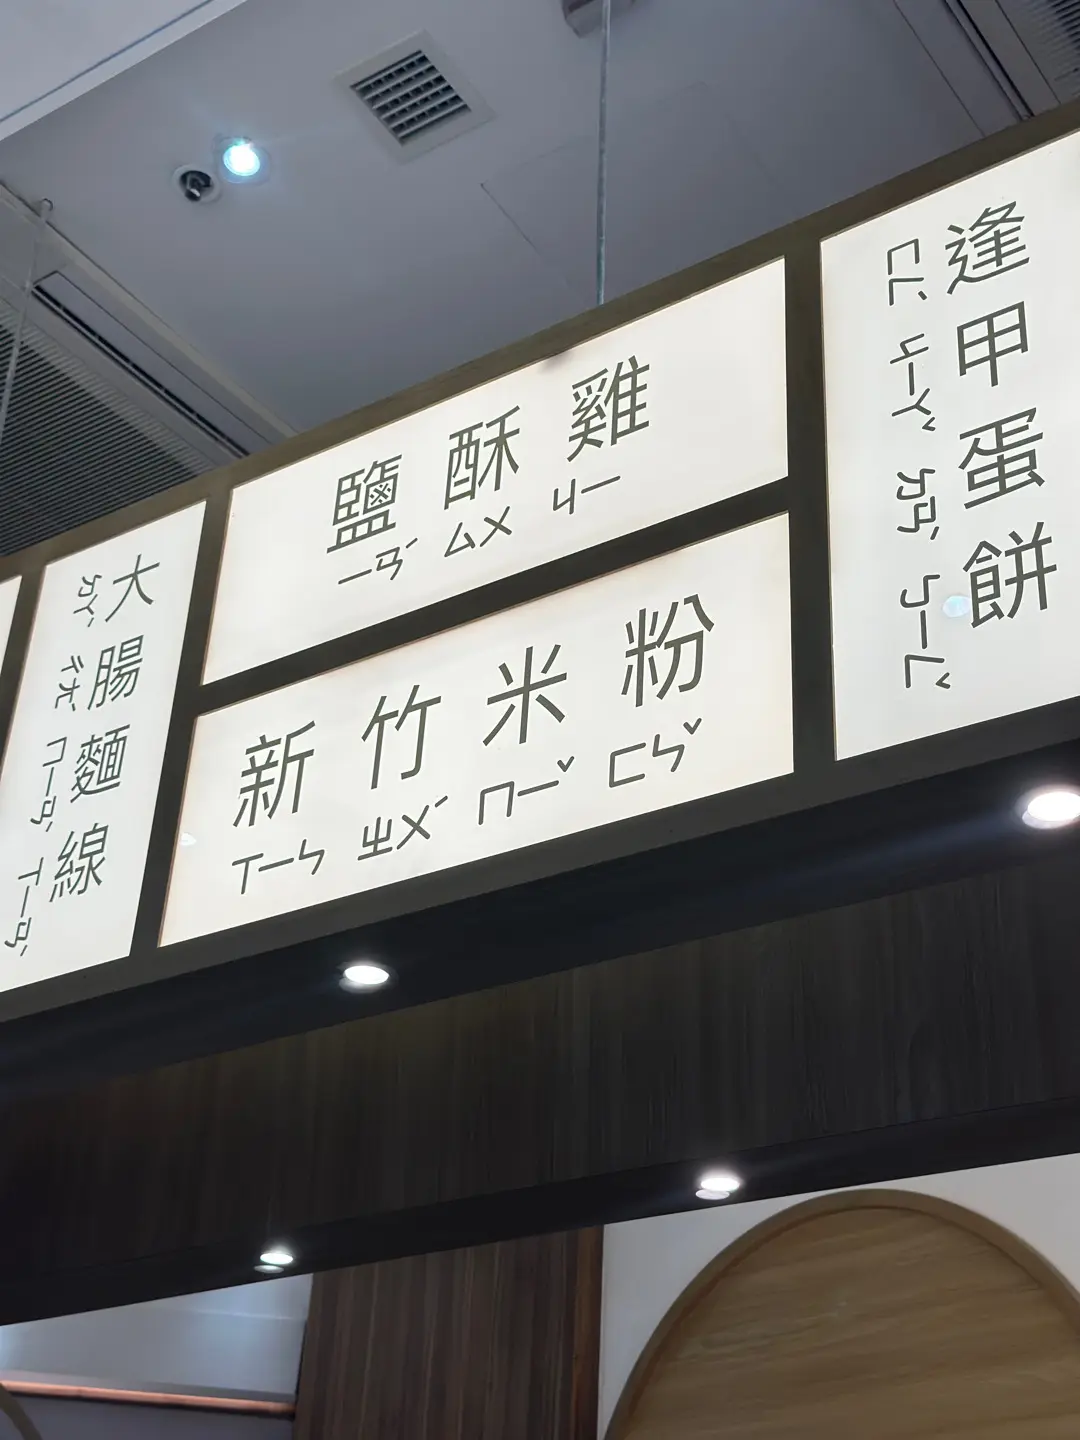 大腸麵線
ㄉㄚˋ ㄔㄤˊ ㄇㄧㄢˋ ㄒㄧㄢˋ
鹽酥雞
ㄧㄢˊ ㄙㄨ ㄐㄧ
新竹米粉
ㄒㄧㄣ ㄓㄨˊ ㄇㄧˇ ㄈㄣˇ
逢甲蛋餅
ㄈㄥˊ ㄐㄧㄚˇ ㄉㄢˋ ㄅㄧㄥˇ